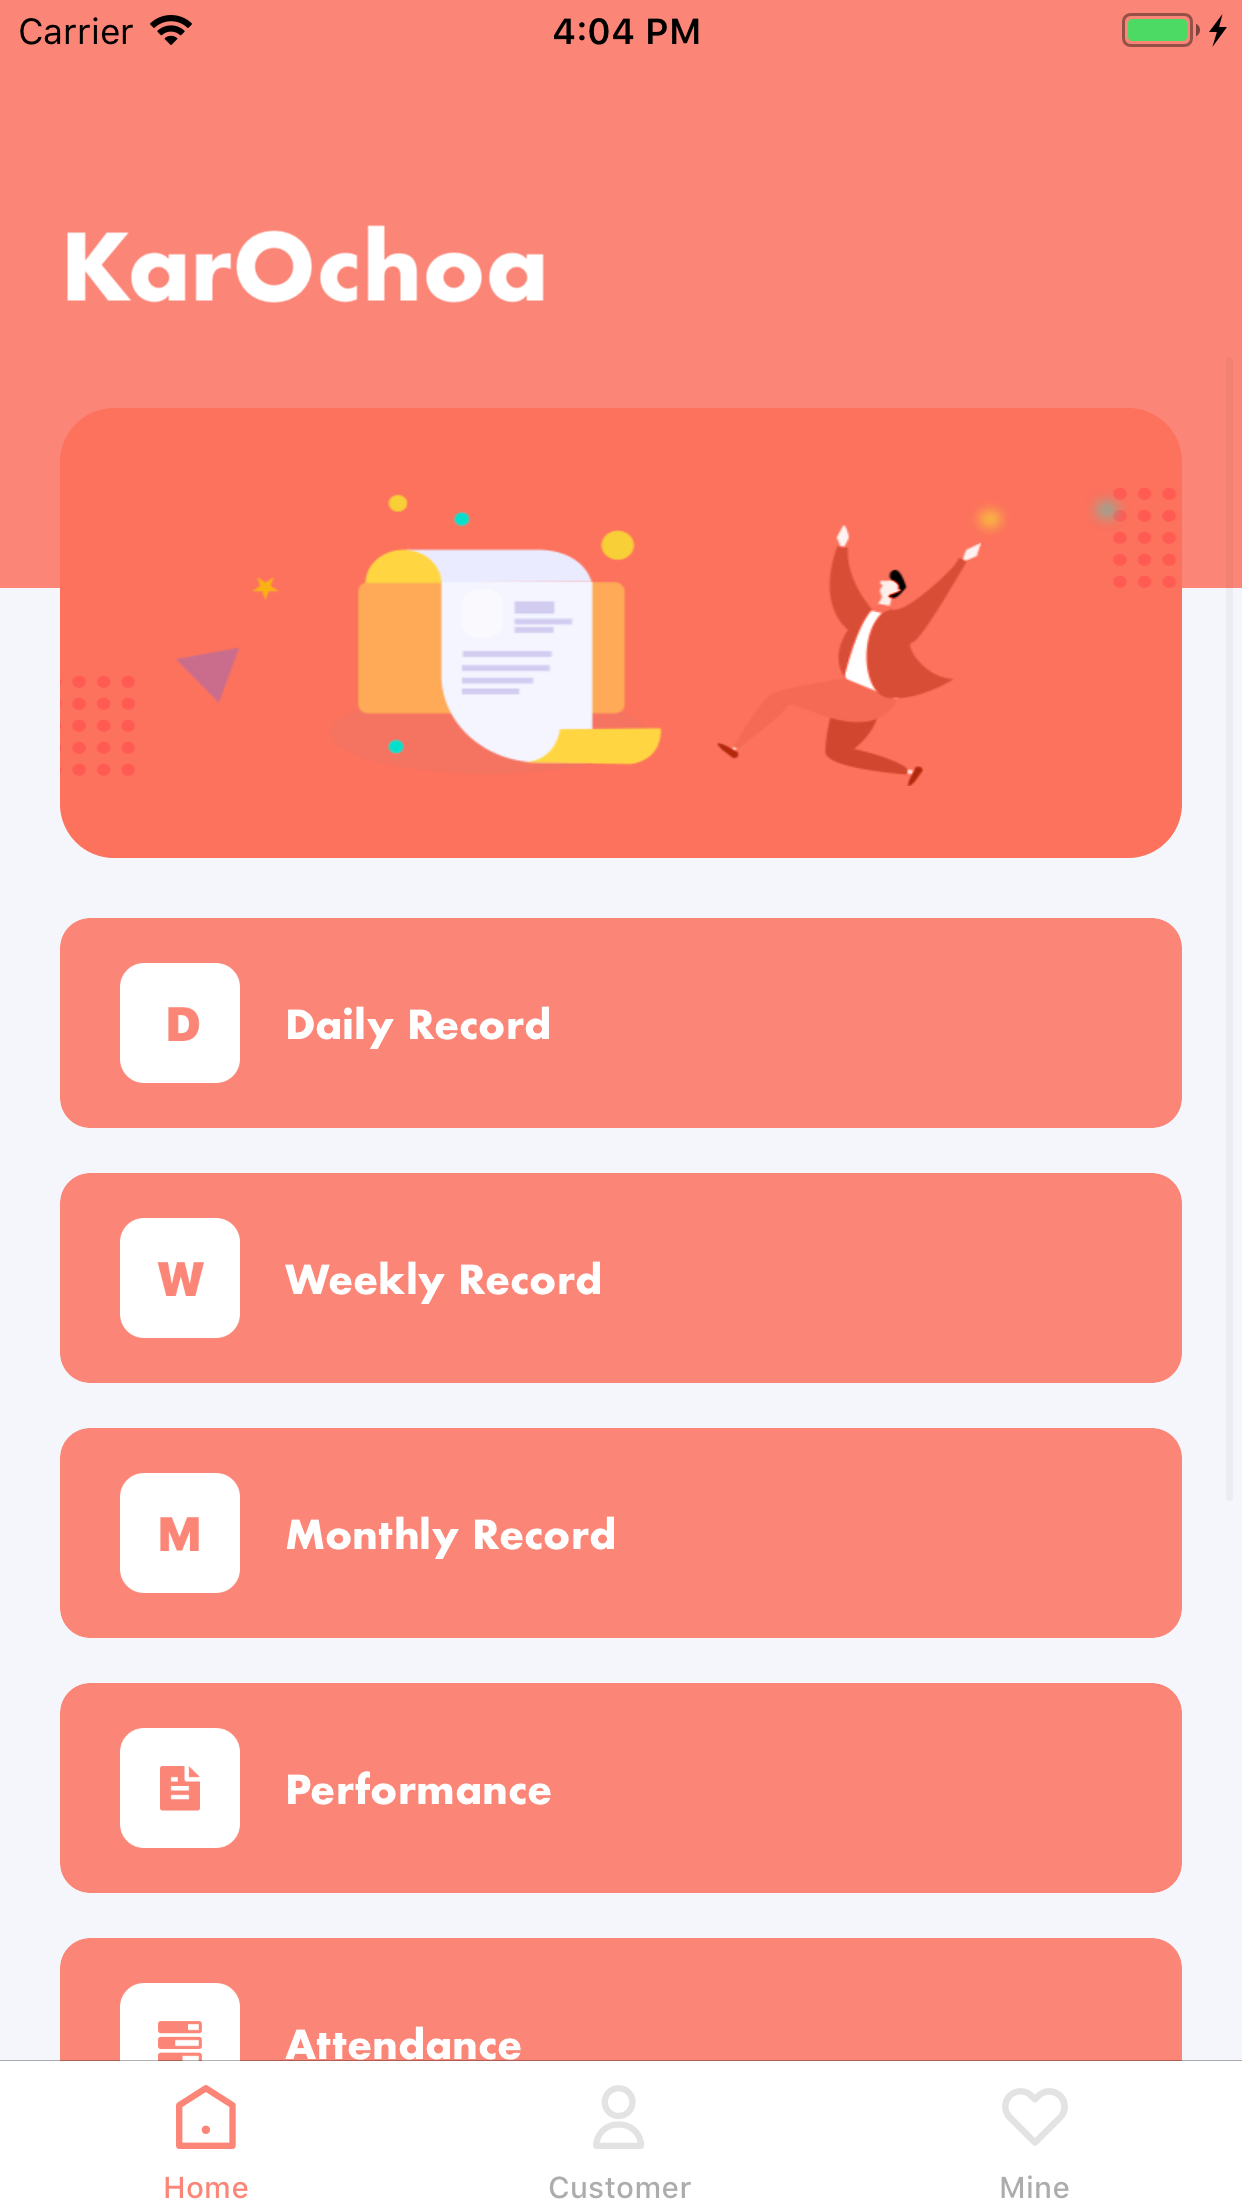 Carrier 4:04 PM
KarOchoa
D Daily Record
W Weekly Record
M Monthly Record
Performance
Attendance
Home Customer Mine